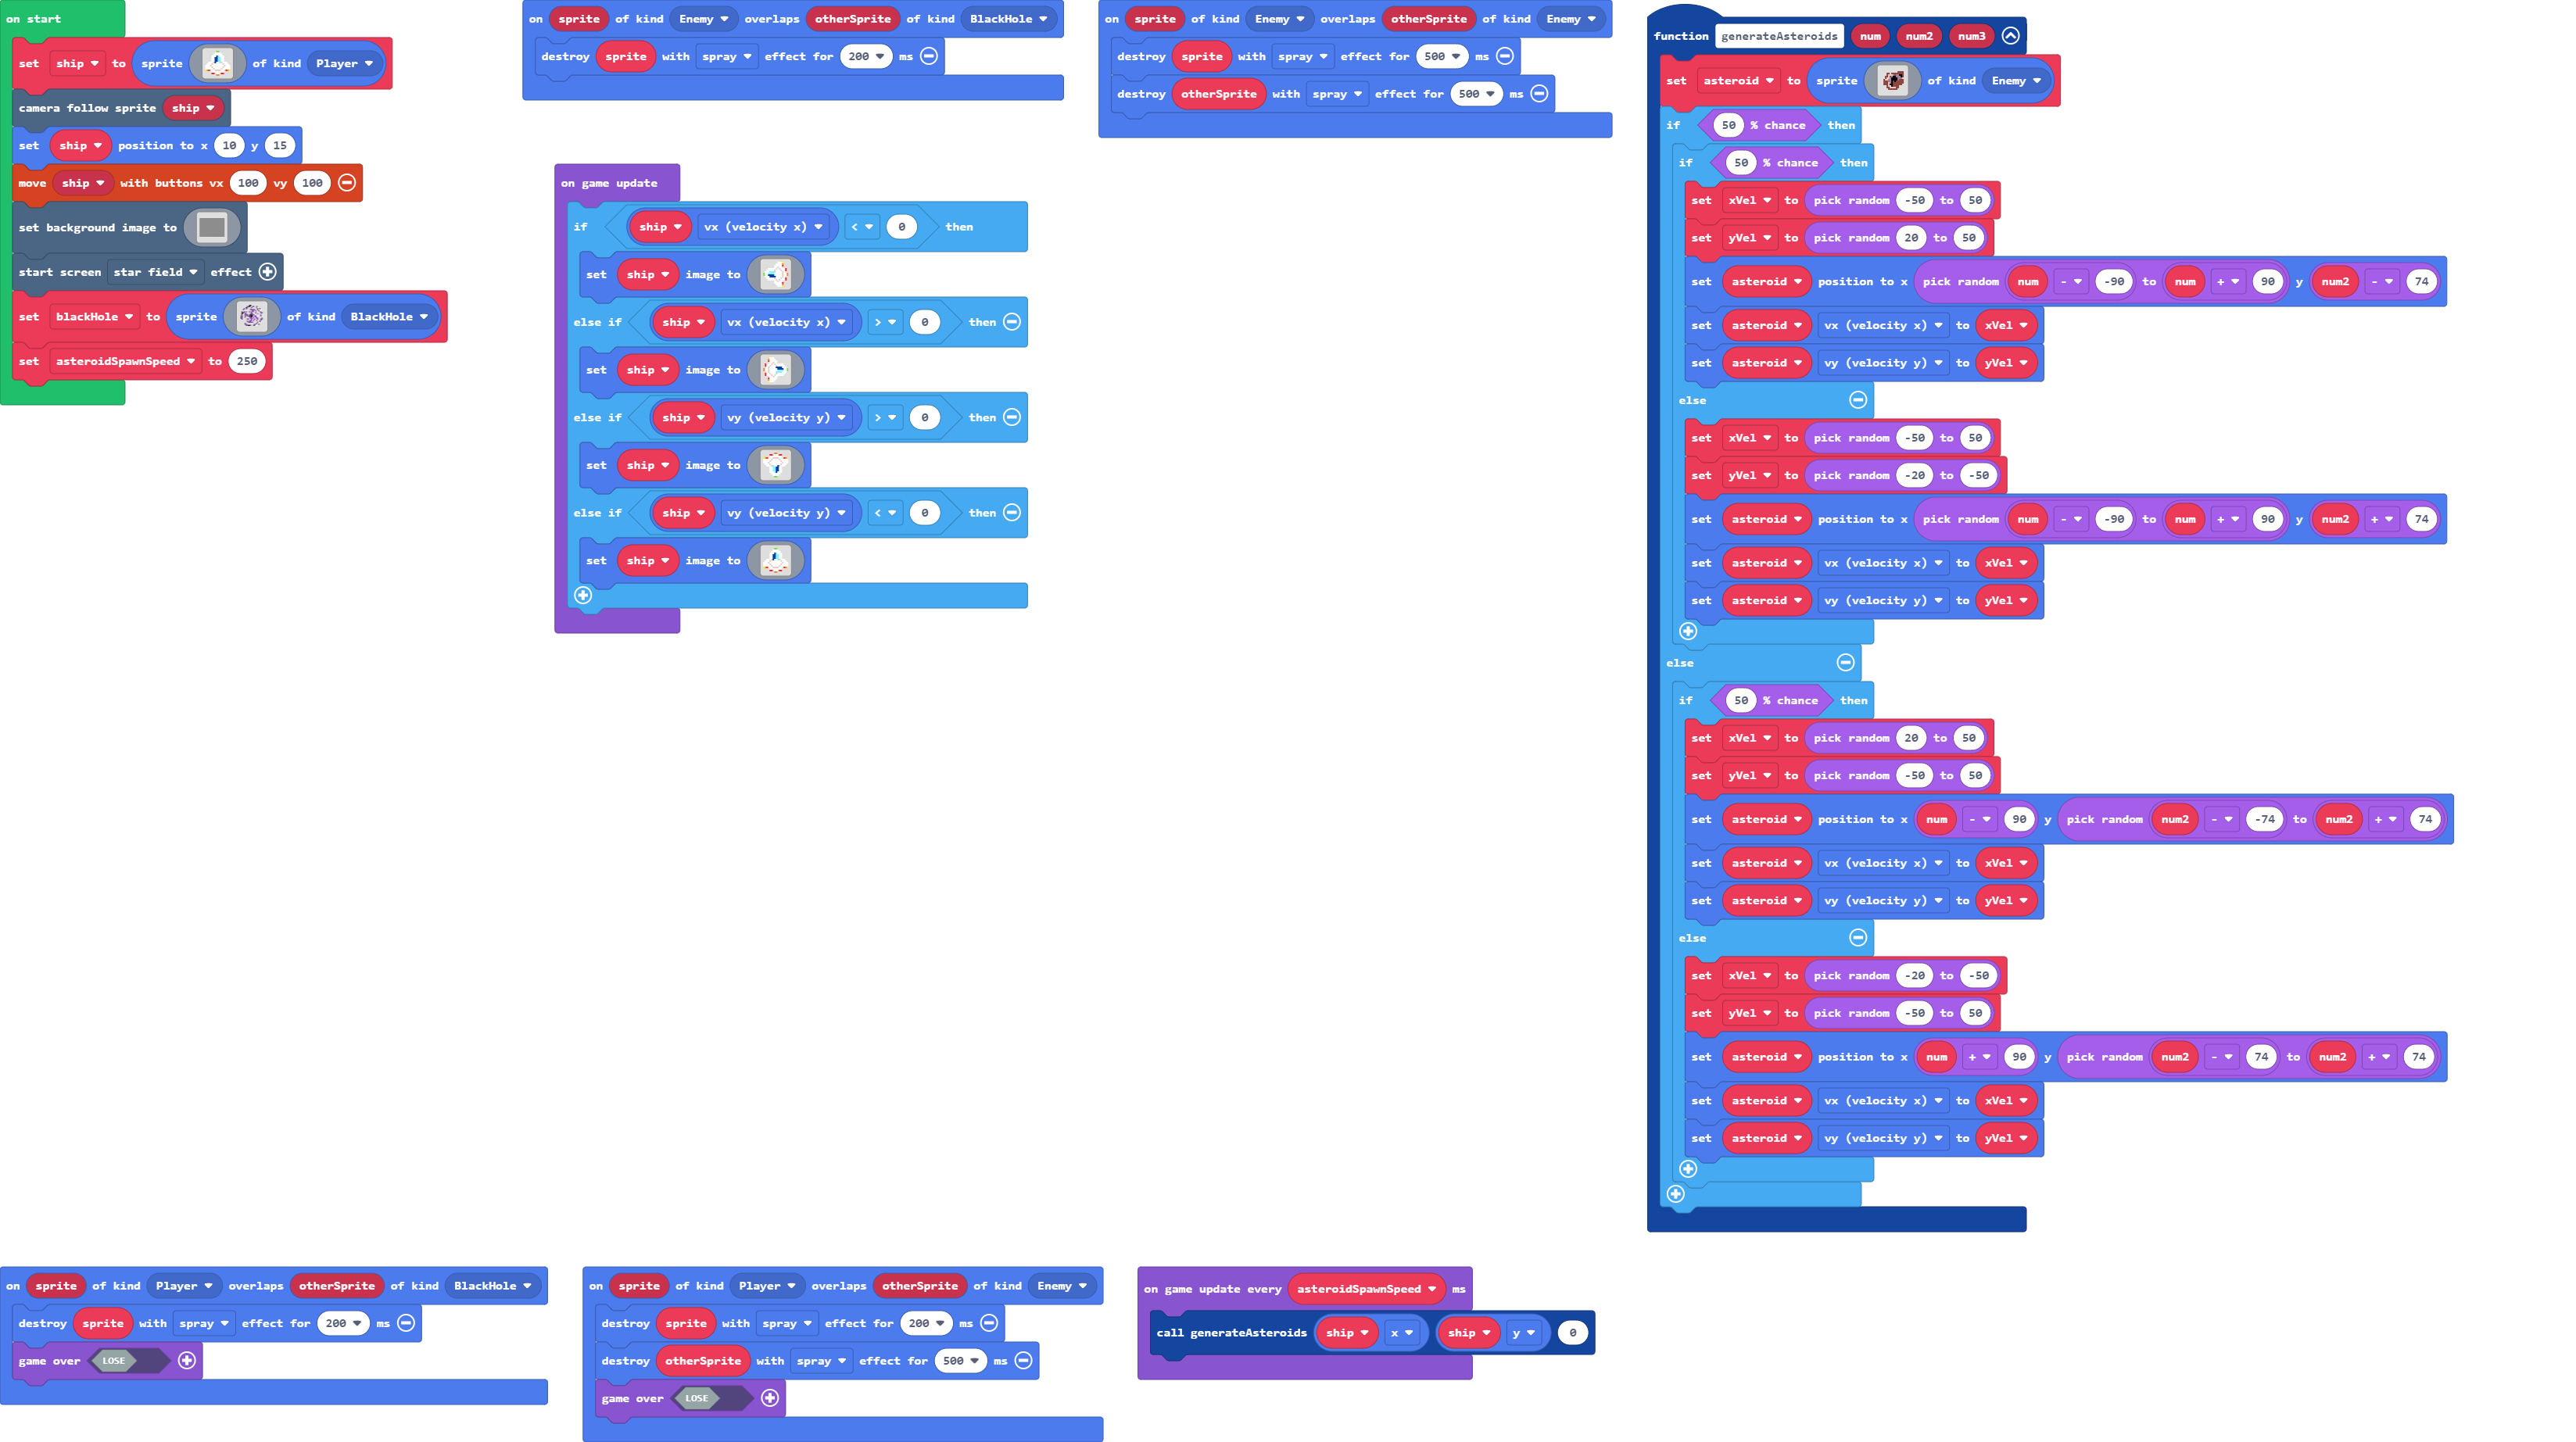 on start
set ship to sprite of kind Player
camera follow sprite ship
set ship position to x 10 y 15
move ship with buttons vx 100 vy 100
set background image to
start screen star field effect
set blackHole to sprite of kind BlackHole
set asteroidSpawnSpeed to 250
on sprite of kind Enemy overlaps otherSprite of kind BlackHole
destroy sprite with spray effect for 200 ms
on sprite of kind Enemy overlaps otherSprite of kind Enemy
destroy sprite with spray effect for 500 ms
destroy otherSprite with spray effect for 500 ms
on game update
if ship vx (velocity x) < 0 then
set ship image to
else if ship vx (velocity x) > 0 then
set ship image to
else if ship vy (velocity y) > 0 then
set ship image to
else if ship vy (velocity y) < 0 then
set ship image to
function generateAsteroids num num2 num3
set asteroid to sprite of kind Enemy
if 50 % chance then
if 50 % chance then
set xVel to pick random -50 to 50
set yVel to pick random 20 to 50
set asteroid position to x pick random num - -90 to num + 90 y num2 - 74
set asteroid vx (velocity x) to xVel
set asteroid vy (velocity y) to yVel
else
set xVel to pick random -50 to 50
set yVel to pick random -20 to -50
set asteroid position to x pick random num - -90 to num + 90 y num2 + 74
set asteroid vx (velocity x) to xVel
set asteroid vy (velocity y) to yVel
else
if 50 % chance then
set xVel to pick random 20 to 50
set yVel to pick random -50 to 50
set asteroid position to x num - 90 y pick random num2 - -74 to num2 + 74
set asteroid vx (velocity x) to xVel
set asteroid vy (velocity y) to yVel
else
set xVel to pick random -20 to -50
set yVel to pick random -50 to 50
set asteroid position to x num + 90 y pick random num2 - 74 to num2 + 74
set asteroid vx (velocity x) to xVel
set asteroid vy (velocity y) to yVel
on sprite of kind Player overlaps otherSprite of kind BlackHole
destroy sprite with spray effect for 200 ms
game over LOSE
on sprite of kind Player overlaps otherSprite of kind Enemy
destroy sprite with spray effect for 200 ms
destroy otherSprite with spray effect for 500 ms
game over LOSE
on game update every asteroidSpawnSpeed ms
call generateAsteroids ship x ship y 0